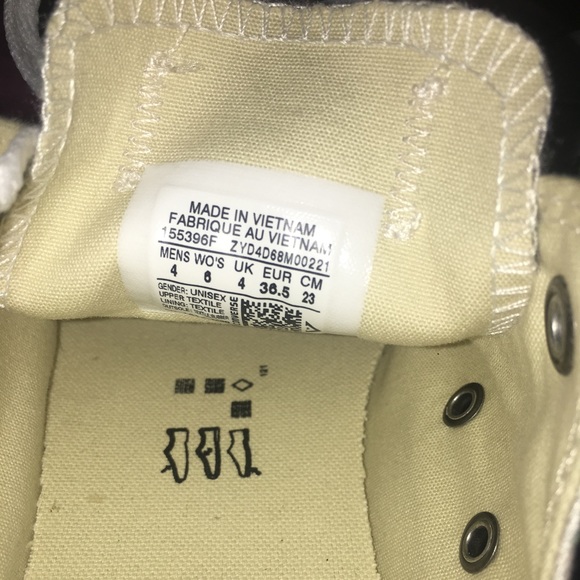 MADE IN VIETNAM
FABRIQUE AU VIETNAM
155396F ZYD4D68M00221
MENS WO'S UK EUR CM
4 6 4 36.5 23
GENDER: UNISEX
UPPER: TEXTILE
LINING: TEXTILE
121